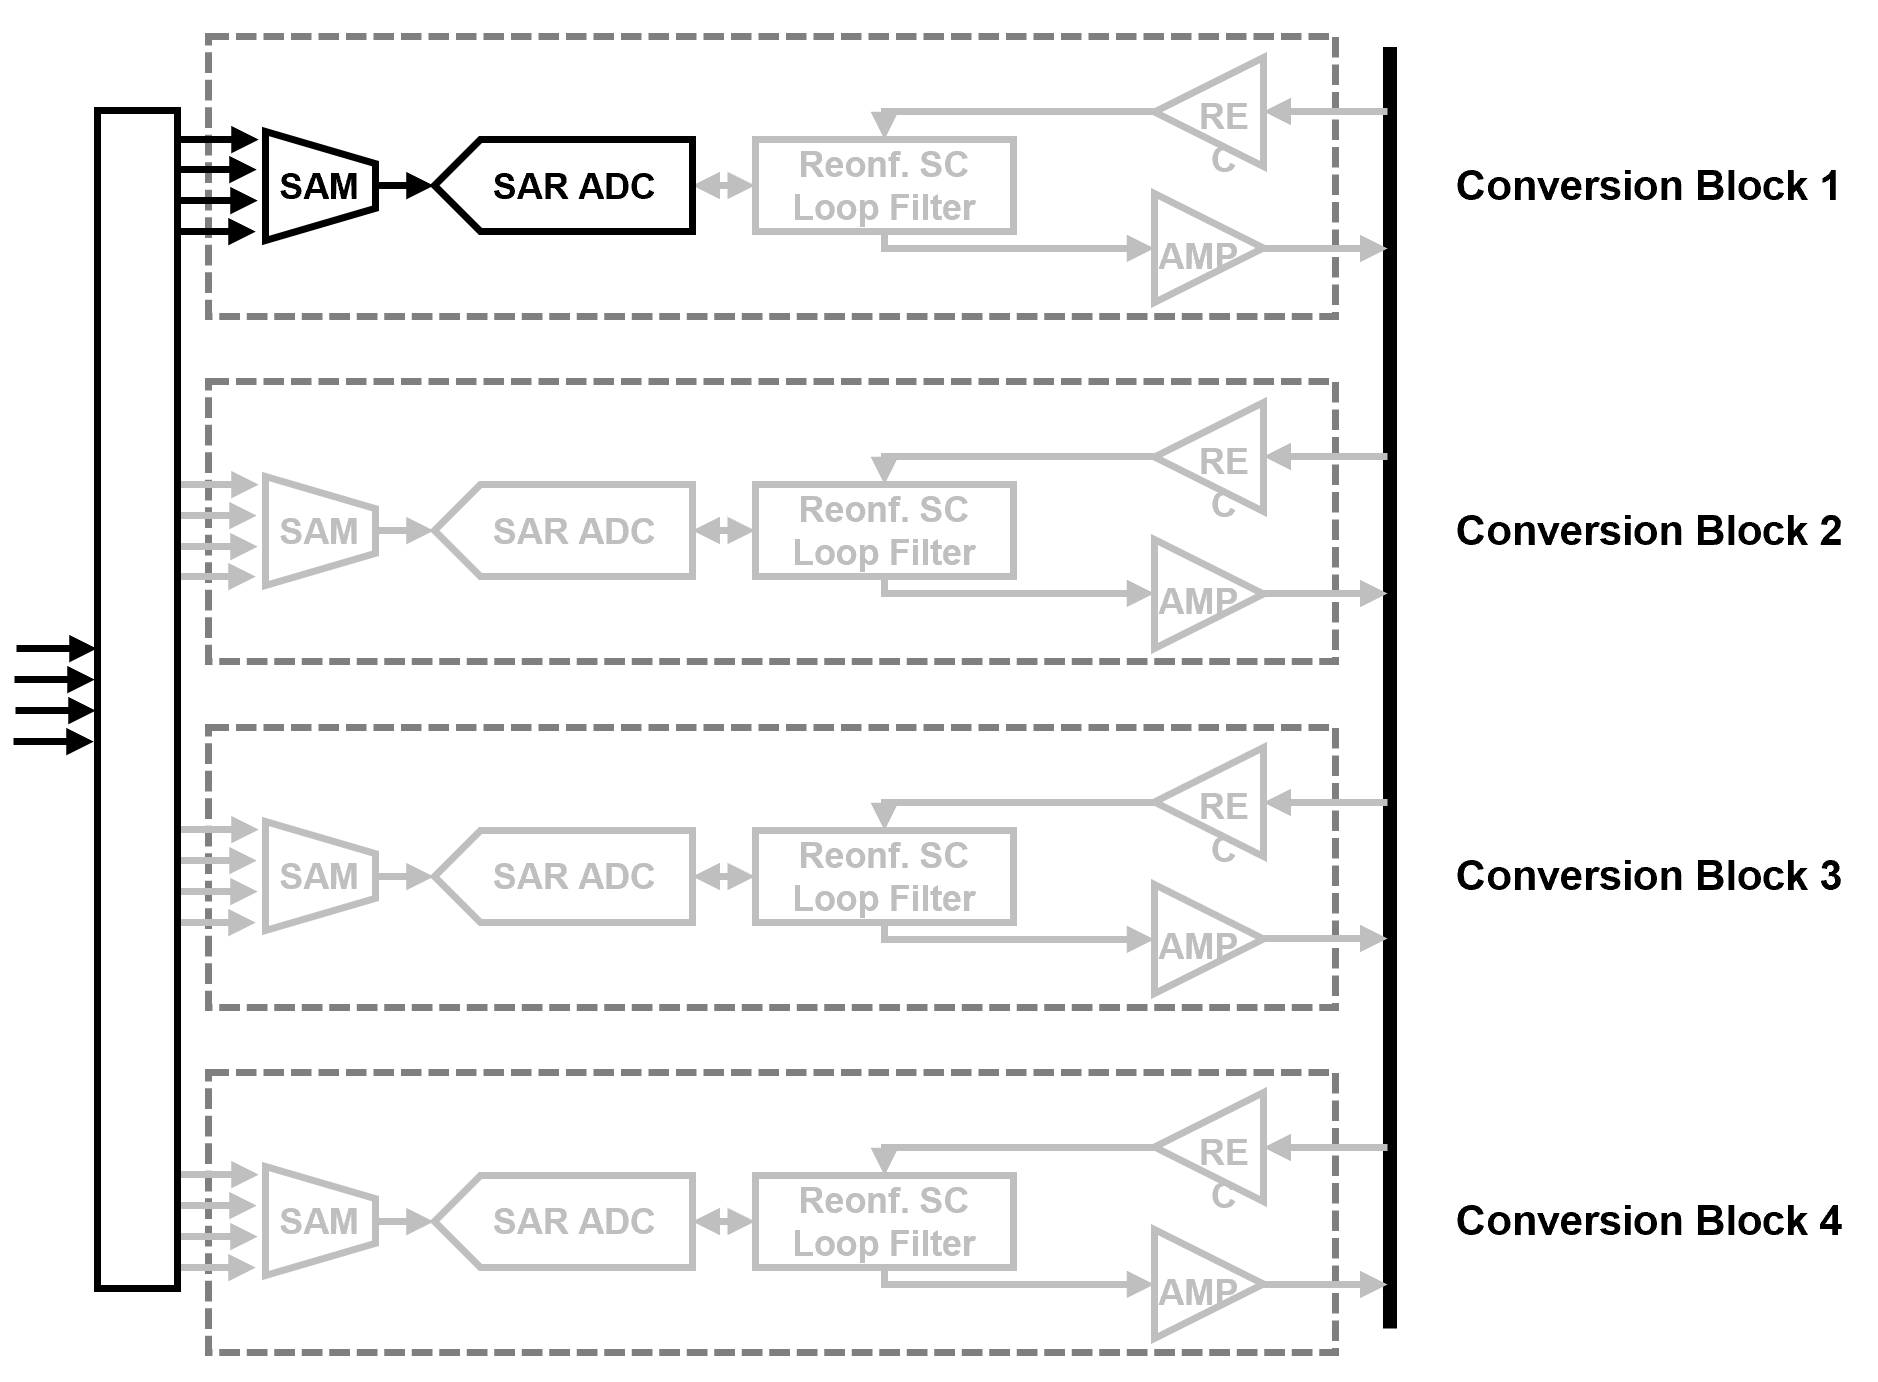 RE
C
SAM
SAR ADC
Reonf. SC
Loop Filter
AMP
Conversion Block 1
RE
C
SAM
SAR ADC
Reonf. SC
Loop Filter
AMP
Conversion Block 2
RE
C
SAM
SAR ADC
Reonf. SC
Loop Filter
AMP
Conversion Block 3
RE
C
SAM
SAR ADC
Reonf. SC
Loop Filter
AMP
Conversion Block 4